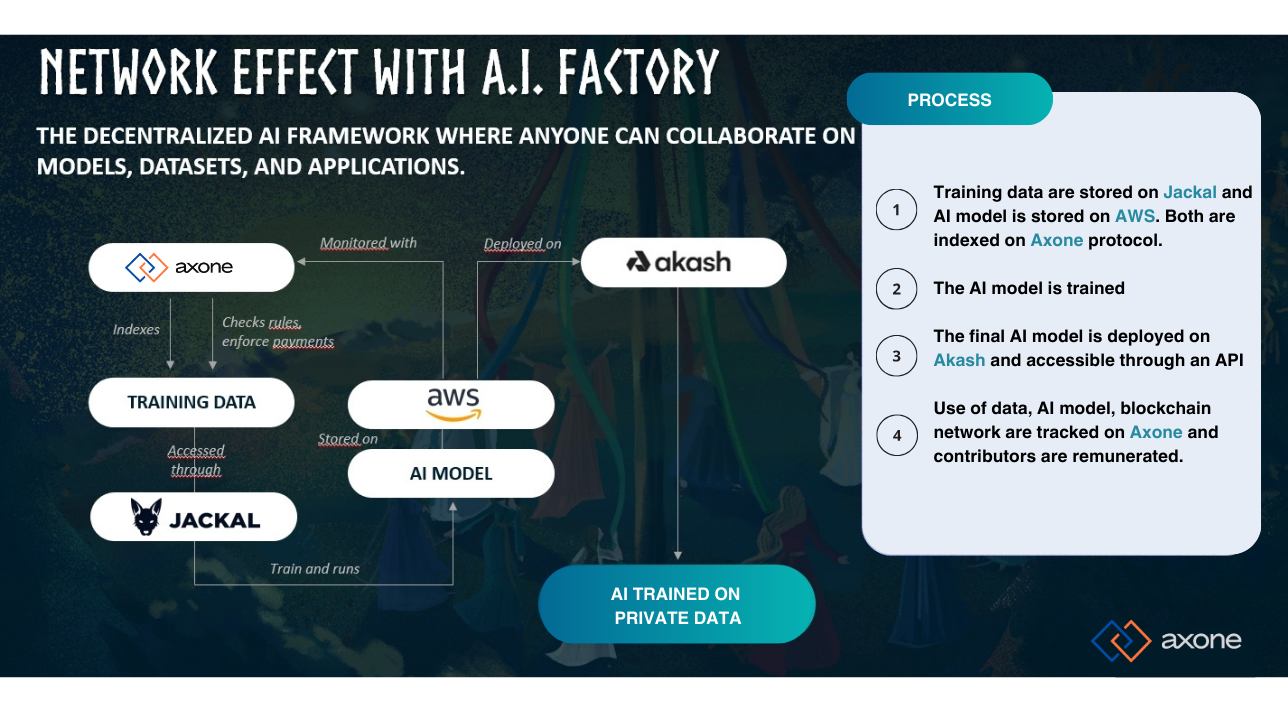 NETWORK EFFECT WITH A.I. FACTORY
THE DECENTRALIZED AI FRAMEWORK WHERE ANYONE CAN COLLABORATE ON
MODELS, DATASETS, AND APPLICATIONS.
axone
Monitored with
Deployed on
akash
Indexes
Checks rules,
enforce payments
TRAINING DATA
aws
Stored on
AI MODEL
Accessed
through
JACKAL
Train and runs
AI TRAINED ON
PRIVATE DATA
PROCESS
1
Training data are stored on Jackal and
AI model is stored on AWS. Both are
indexed on Axone protocol.
2
The AI model is trained
3
The final AI model is deployed on
Akash and accessible through an API
4
Use of data, AI model, blockchain
network are tracked on Axone and
contributors are remunerated.
axone